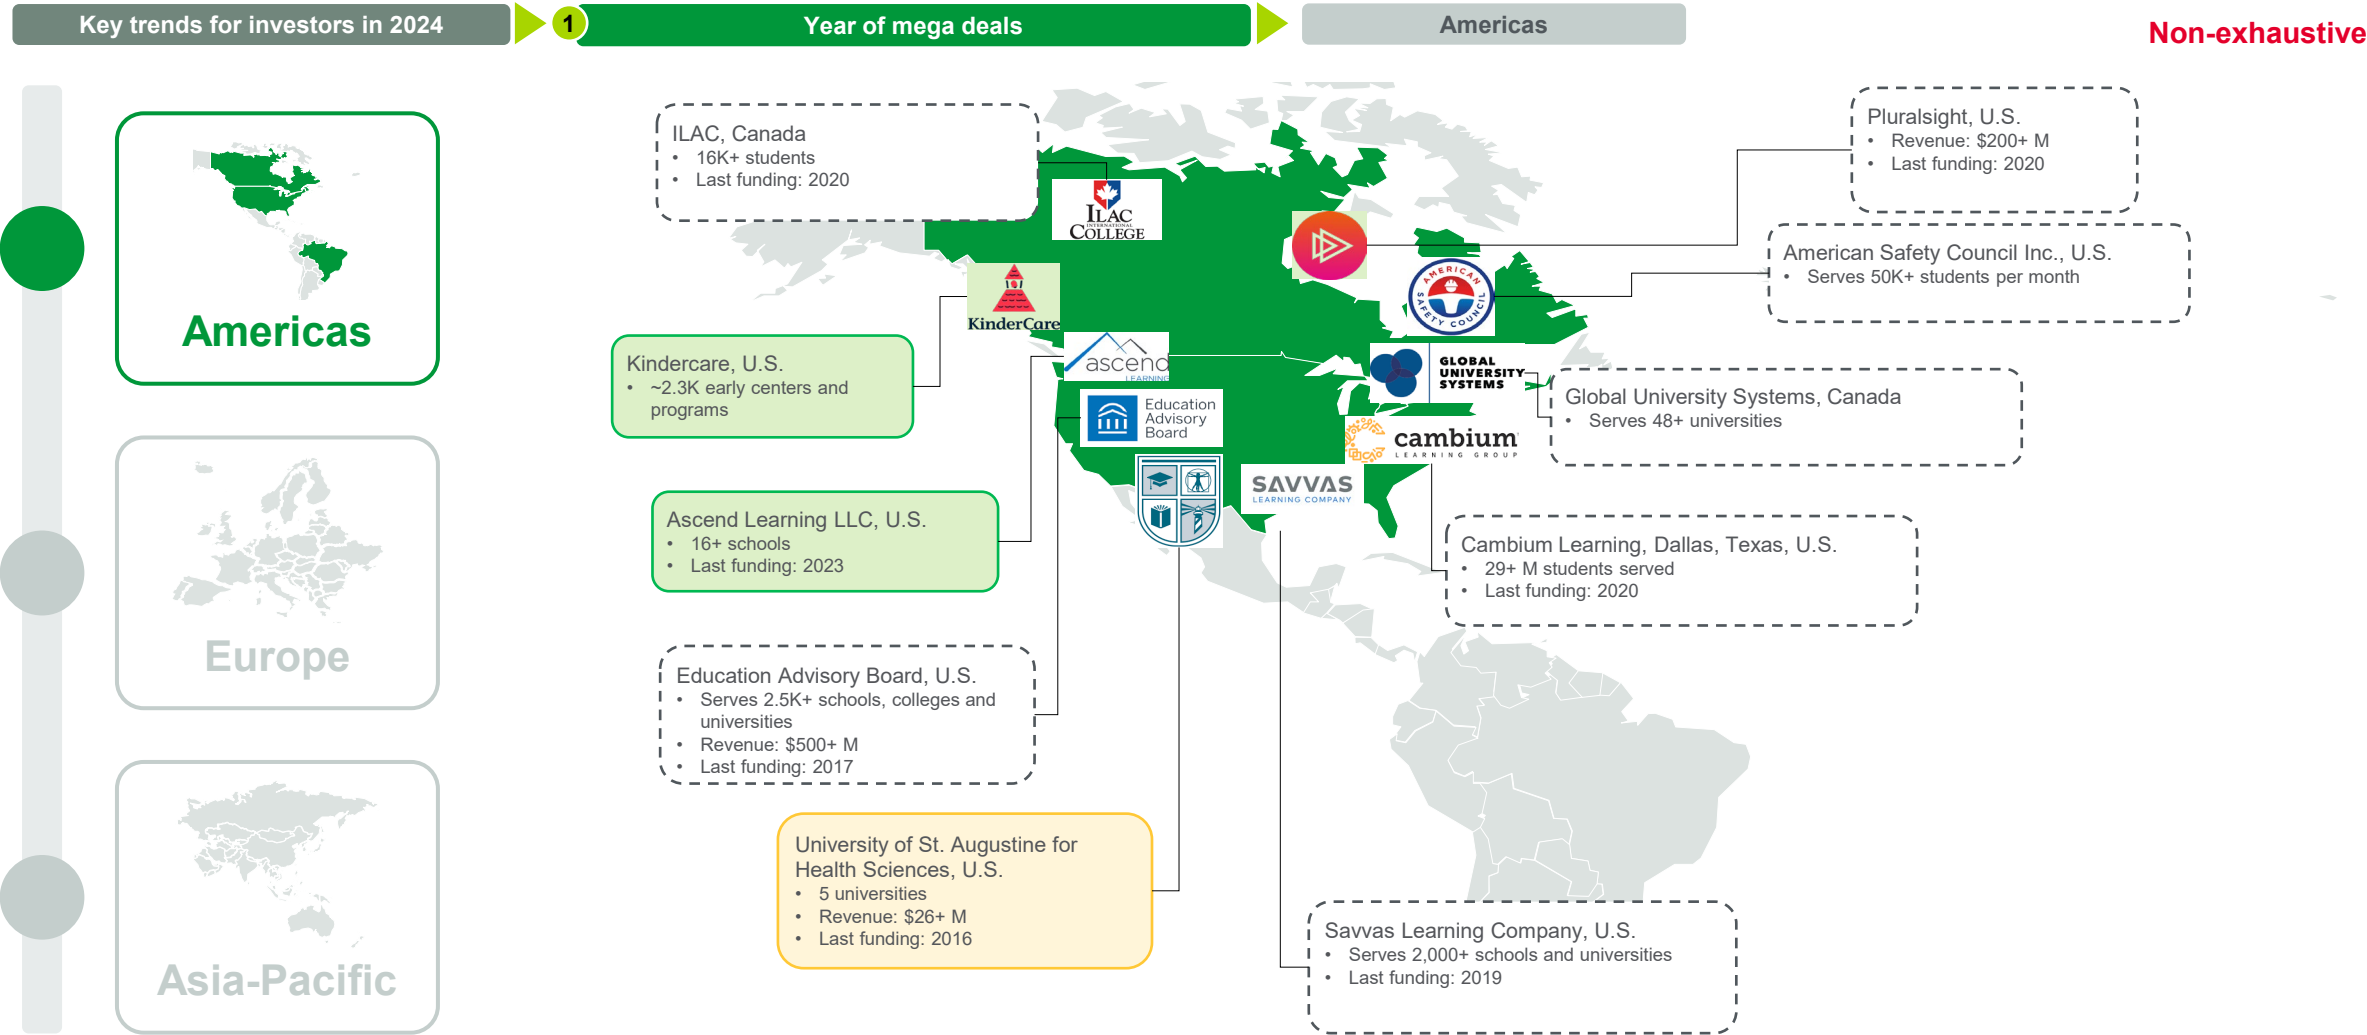 Key trends for investors in 2024
1
Year of mega deals
Americas
Non-exhaustive
Americas
Europe
Asia-Pacific
ILAC, Canada
• 16K+ students
• Last funding: 2020
ILAC
INTERNATIONAL
COLLEGE
Pluralsight, U.S.
• Revenue: $200+ M
• Last funding: 2020
American Safety Council Inc., U.S.
• Serves 50K+ students per month
AMERICAN
SAFETY COUNCIL
KinderCare
Kindercare, U.S.
• ~2.3K early centers and
programs
ascend
LEARNING
GLOBAL
UNIVERSITY
SYSTEMS
Global University Systems, Canada
• Serves 48+ universities
Education
Advisory
Board
cambium
LEARNING GROUP
SAVVAS
LEARNING COMPANY
Ascend Learning LLC, U.S.
• 16+ schools
• Last funding: 2023
Cambium Learning, Dallas, Texas, U.S.
• 29+ M students served
• Last funding: 2020
Education Advisory Board, U.S.
• Serves 2.5K+ schools, colleges and
universities
• Revenue: $500+ M
• Last funding: 2017
University of St. Augustine for
Health Sciences, U.S.
• 5 universities
• Revenue: $26+ M
• Last funding: 2016
Savvas Learning Company, U.S.
• Serves 2,000+ schools and universities
• Last funding: 2019